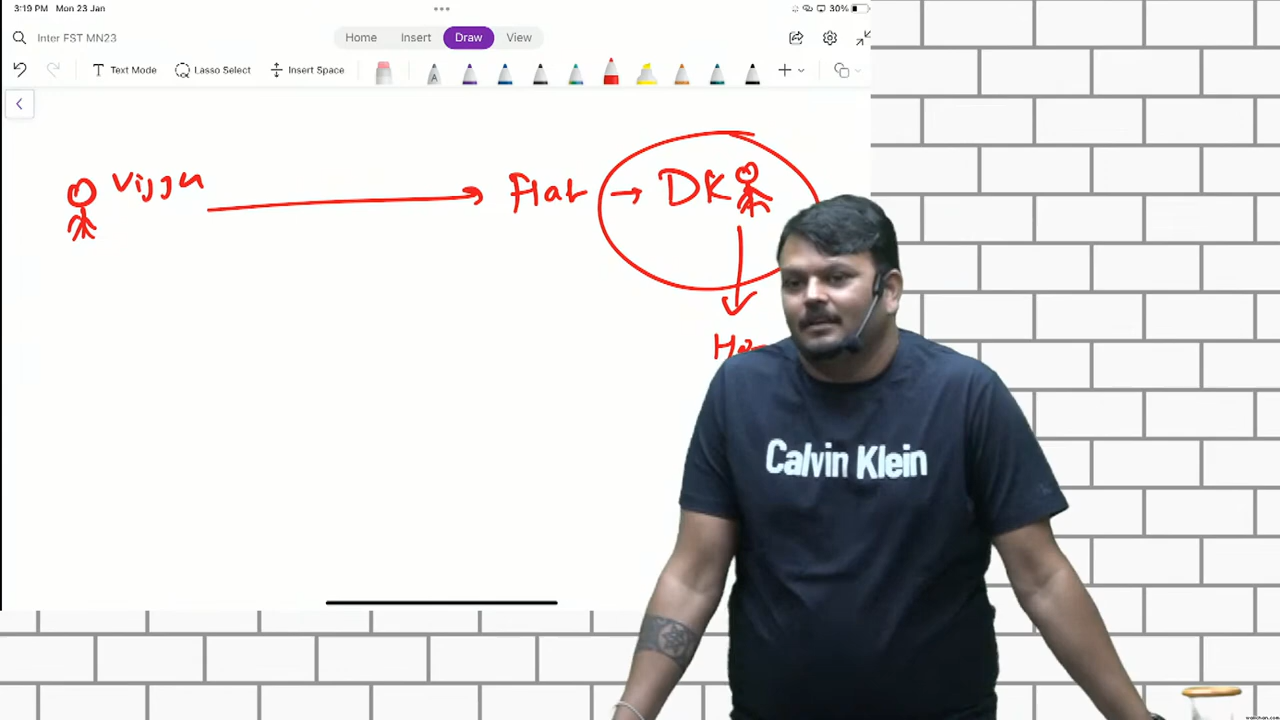 3:19 PM Mon 23 Jan
30%
Inter FST MN23
Home Insert Draw View
Text Mode Lasso Select Insert Space
A
Vijju
Flat → DK
Calvin Klein